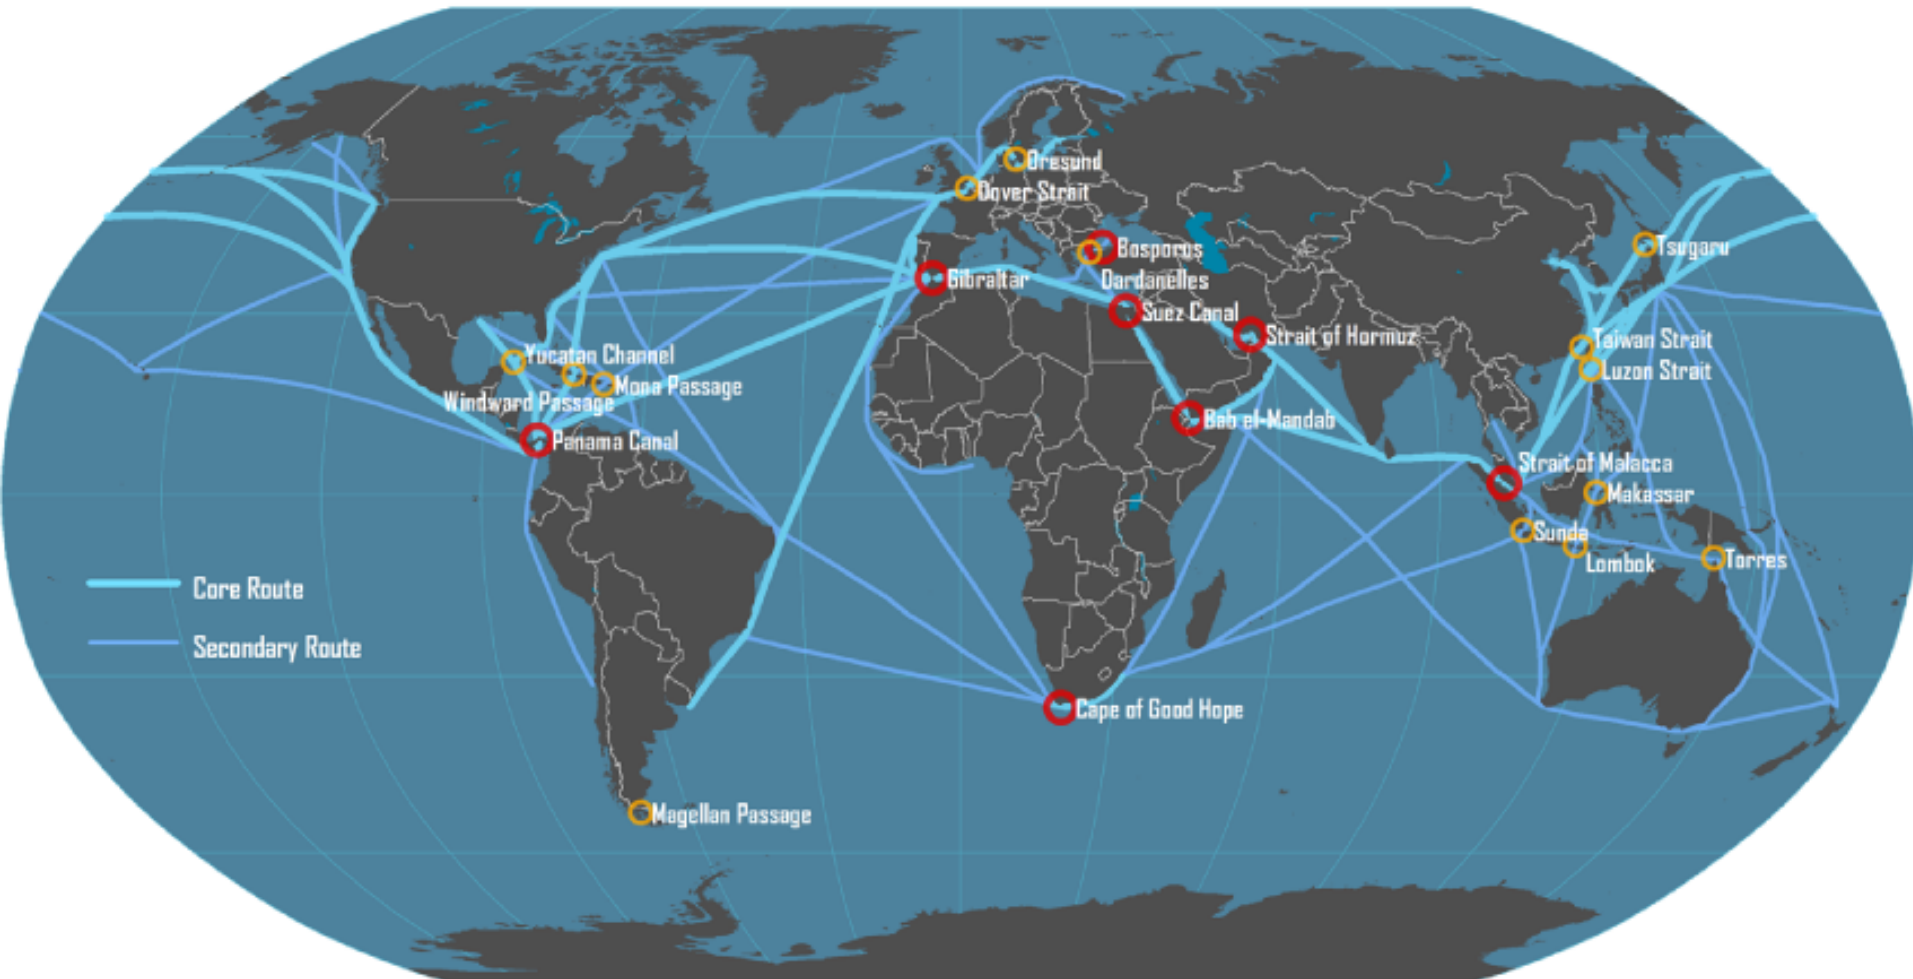 Oresund
Dover Strait
Bosporus
Tsugaru
Gibraltar
Dardanelles
Suez Canal
Strait of Hormuz
Taiwan Strait
Yucatan Channel
Luzon Strait
Mona Passage
Windward Passage
Bab el-Mandab
Panama Canal
Strait of Malacca
Makassar
Sunda
Lombok
Torres
Core Route
Secondary Route
Cape of Good Hope
Magellan Passage